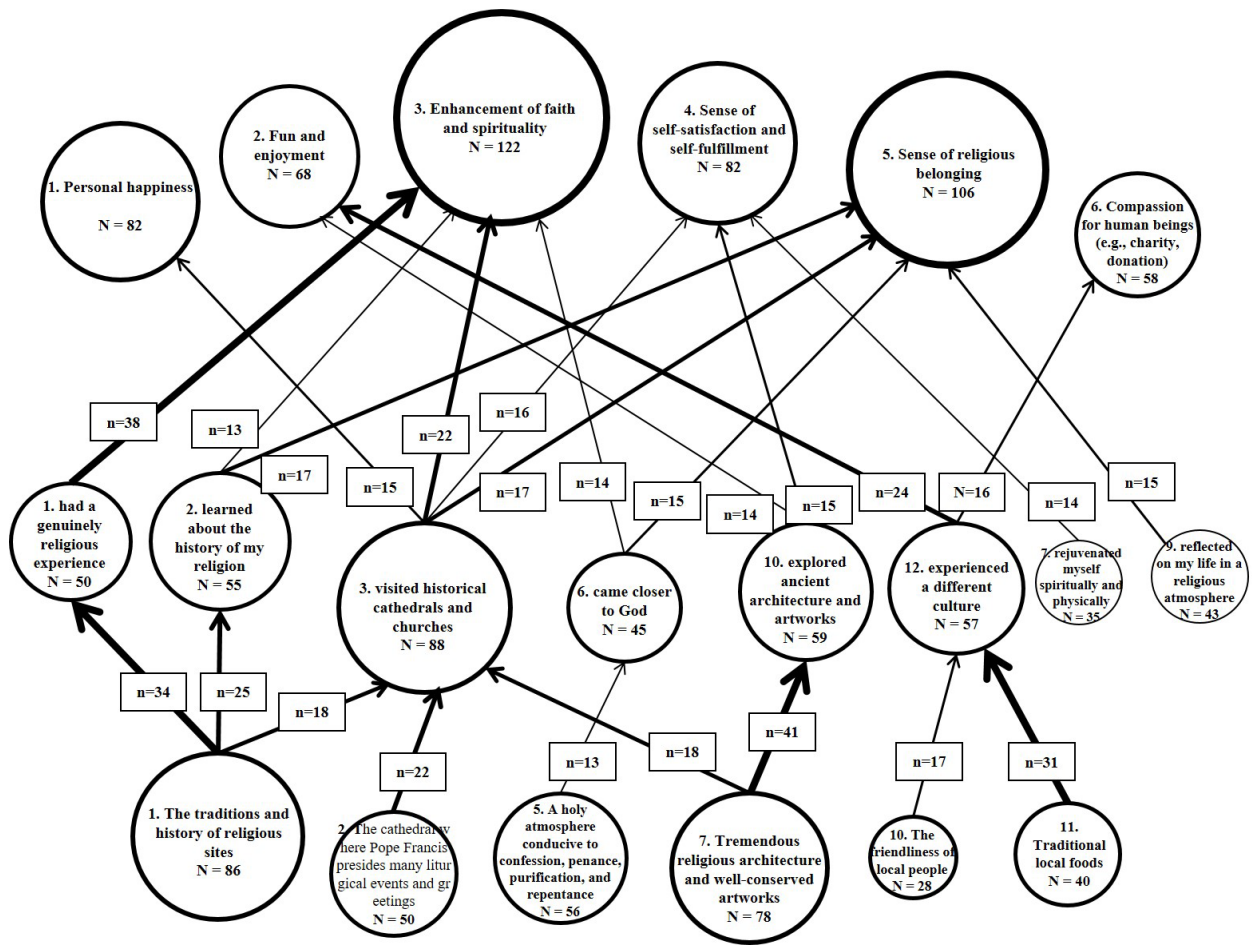 3. Enhancement of faith
and spirituality
N = 122
4. Sense of
self-satisfaction and
self-fulfillment
N = 82
2. Fun and
enjoyment
N = 68
5. Sense of religious
belonging
N = 106
1. Personal happiness
N = 82
6. Compassion
for human beings
(e.g., charity,
donation)
N = 58
n=38
n=13
n=22
n=16
n=17
n=15
n=17
n=14
n=15
n=14
n=15
n=24
N=16
n=14
n=15
1. had a
genuinely
religious
experience
N = 50
2. learned
about the
history of my
religion
N = 55
3. visited historical
cathedrals and
churches
N = 88
6. came closer
to God
N = 45
10. explored
ancient
architecture and
artworks
N = 59
12. experienced
a different
culture
N = 57
7. rejuvenated
myself
spiritually and
physically
N = 35
9. reflected
on my life in a
religious
atmosphere
N = 43
n=34
n=25
n=18
n=22
n=13
n=18
n=41
n=17
n=31
1. The traditions and
history of religious
sites
N = 86
2. The cathedral w
here Pope Francis
presides many litur
gical events and gr
eetings
N = 50
5. A holy
atmosphere
conducive to
confession, penance,
purification, and
repentance
N = 56
7. Tremendous
religious architecture
and well-conserved
artworks
N = 78
10. The
friendliness of
local people
N = 28
11.
Traditional
local foods
N = 40